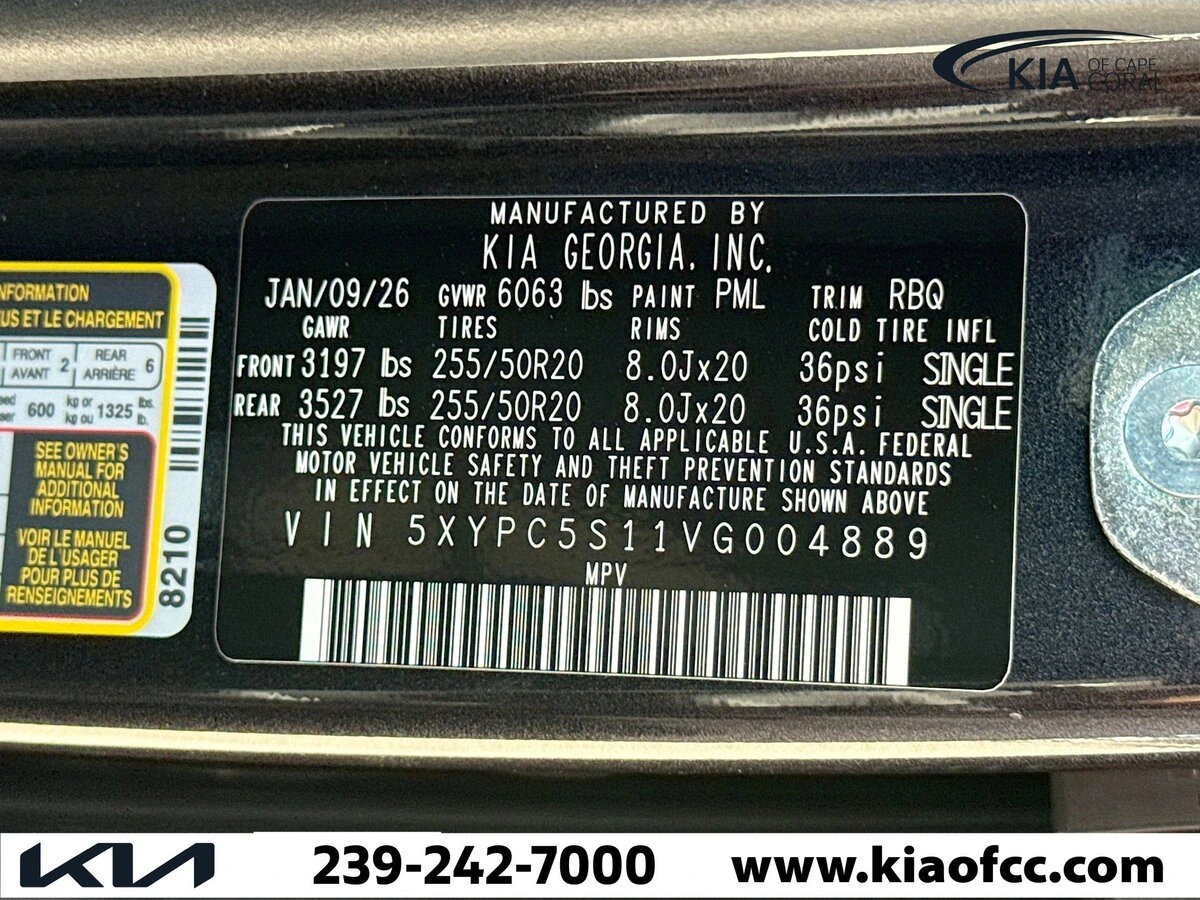 KIA OF CAPE CORAL
MANUFACTURED BY
KIA GEORGIA, INC.
JAN/09/26 GVWR 6063 lbs PAINT PML TRIM RBQ
GAWR TIRES RIMS COLD TIRE INFL
FRONT 3197 lbs 255/50R20 8.0Jx20 36psi SINGLE
REAR 3527 lbs 255/50R20 8.0Jx20 36psi SINGLE
THIS VEHICLE CONFORMS TO ALL APPLICABLE U.S.A. FEDERAL
MOTOR VEHICLE SAFETY AND THEFT PREVENTION STANDARDS
IN EFFECT ON THE DATE OF MANUFACTURE SHOWN ABOVE
VIN 5XYPC5S11VG004889
MPV
ET LE CHARGEMENT
FRONT 2 REAR 6
AVANT ARRIÈRE
600 kg or 1325 lbs.
kg ou lb.
SEE OWNER'S
MANUAL FOR
ADDITIONAL
INFORMATION
VOIR LE MANUEL
DE L'USAGER
POUR PLUS DE
RENSEIGNEMENTS
8210
KIA 239-242-7000 www.kiaofcc.com